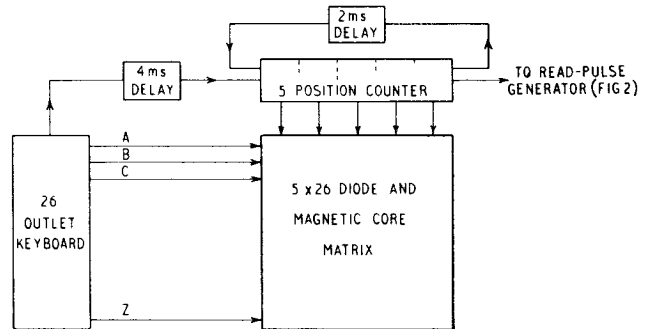 2ms
DELAY
4ms
DELAY
5 POSITION COUNTER
TO READ-PULSE
GENERATOR (FIG 2)
A
B
C
26
OUTLET
KEYBOARD
5 x 26 DIODE AND
MAGNETIC CORE
MATRIX
Z